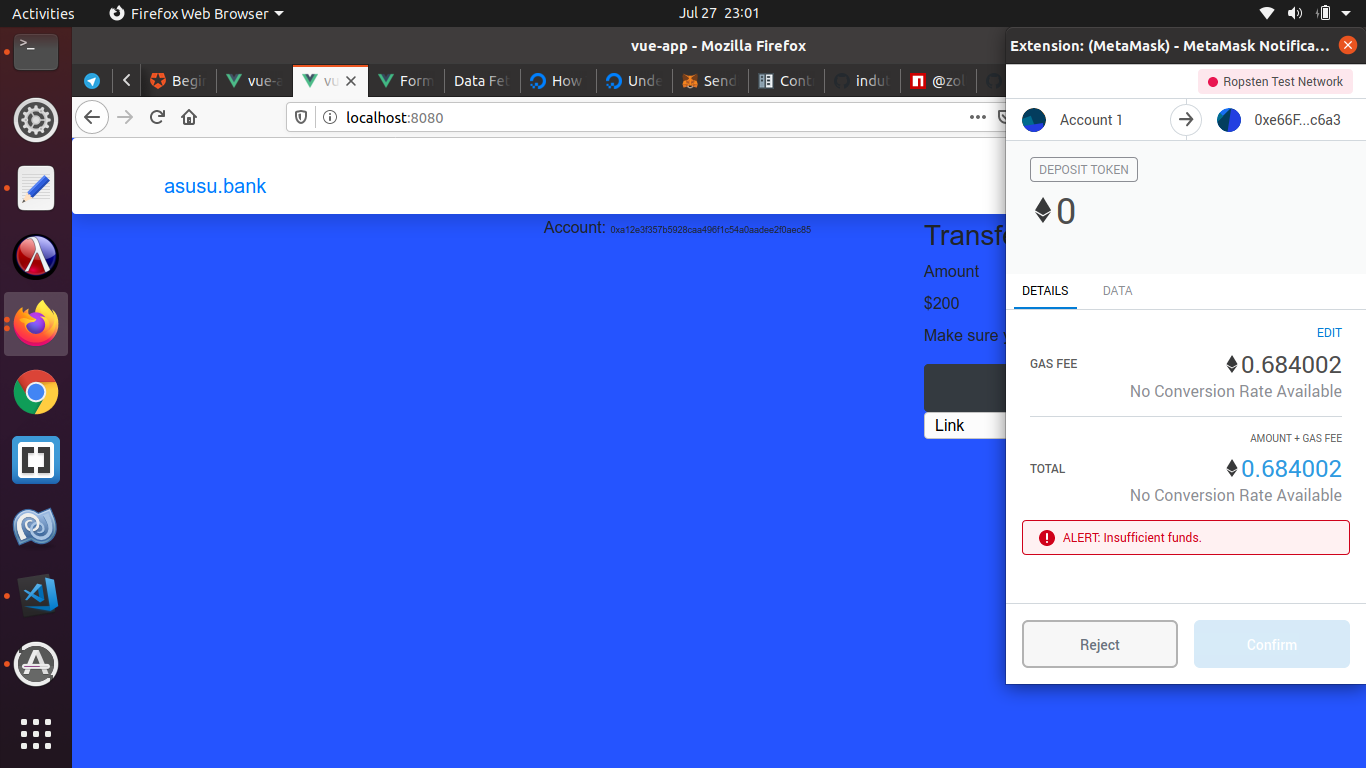 Activities
Firefox Web Browser
Jul 27 23:01
vue-app - Mozilla Firefox
Extension: (MetaMask) - MetaMask Notifica...
Begi
vue-a
vu
Form
Data Fet
How
Unde
Send
Cont
indut
@zol
localhost:8080
Ropsten Test Network
Account 1
0xe66F...c6a3
asusu.bank
DEPOSIT TOKEN
0
Account: 0xa12e3f357b5928caa496f1c54a0aadee2f0aec85
Transfe
Amount
$200
Make sure y
Link
DETAILS
DATA
EDIT
GAS FEE
0.684002
No Conversion Rate Available
AMOUNT + GAS FEE
TOTAL
0.684002
No Conversion Rate Available
ALERT: Insufficient funds.
Reject
Confirm